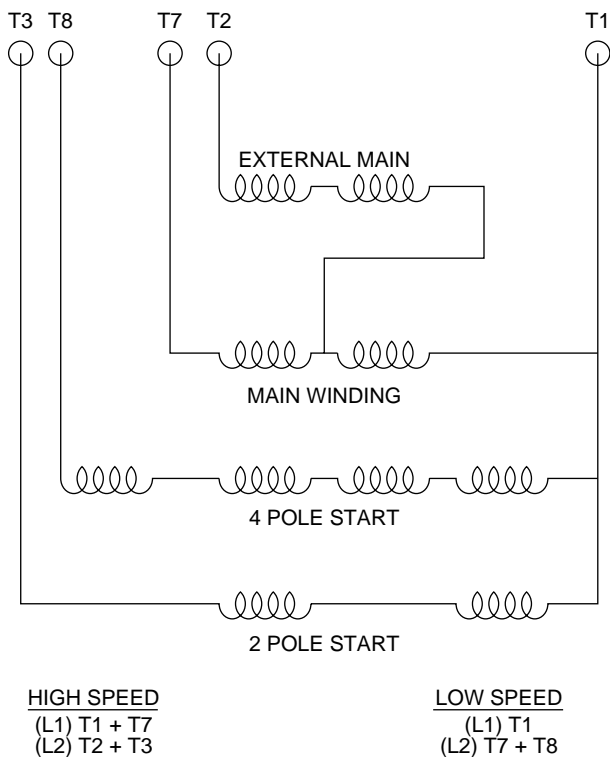 T3 T8 T7 T2 T1
EXTERNAL MAIN
MAIN WINDING
4 POLE START
2 POLE START
HIGH SPEED
(L1) T1 + T7
(L2) T2 + T3
LOW SPEED
(L1) T1
(L2) T7 + T8